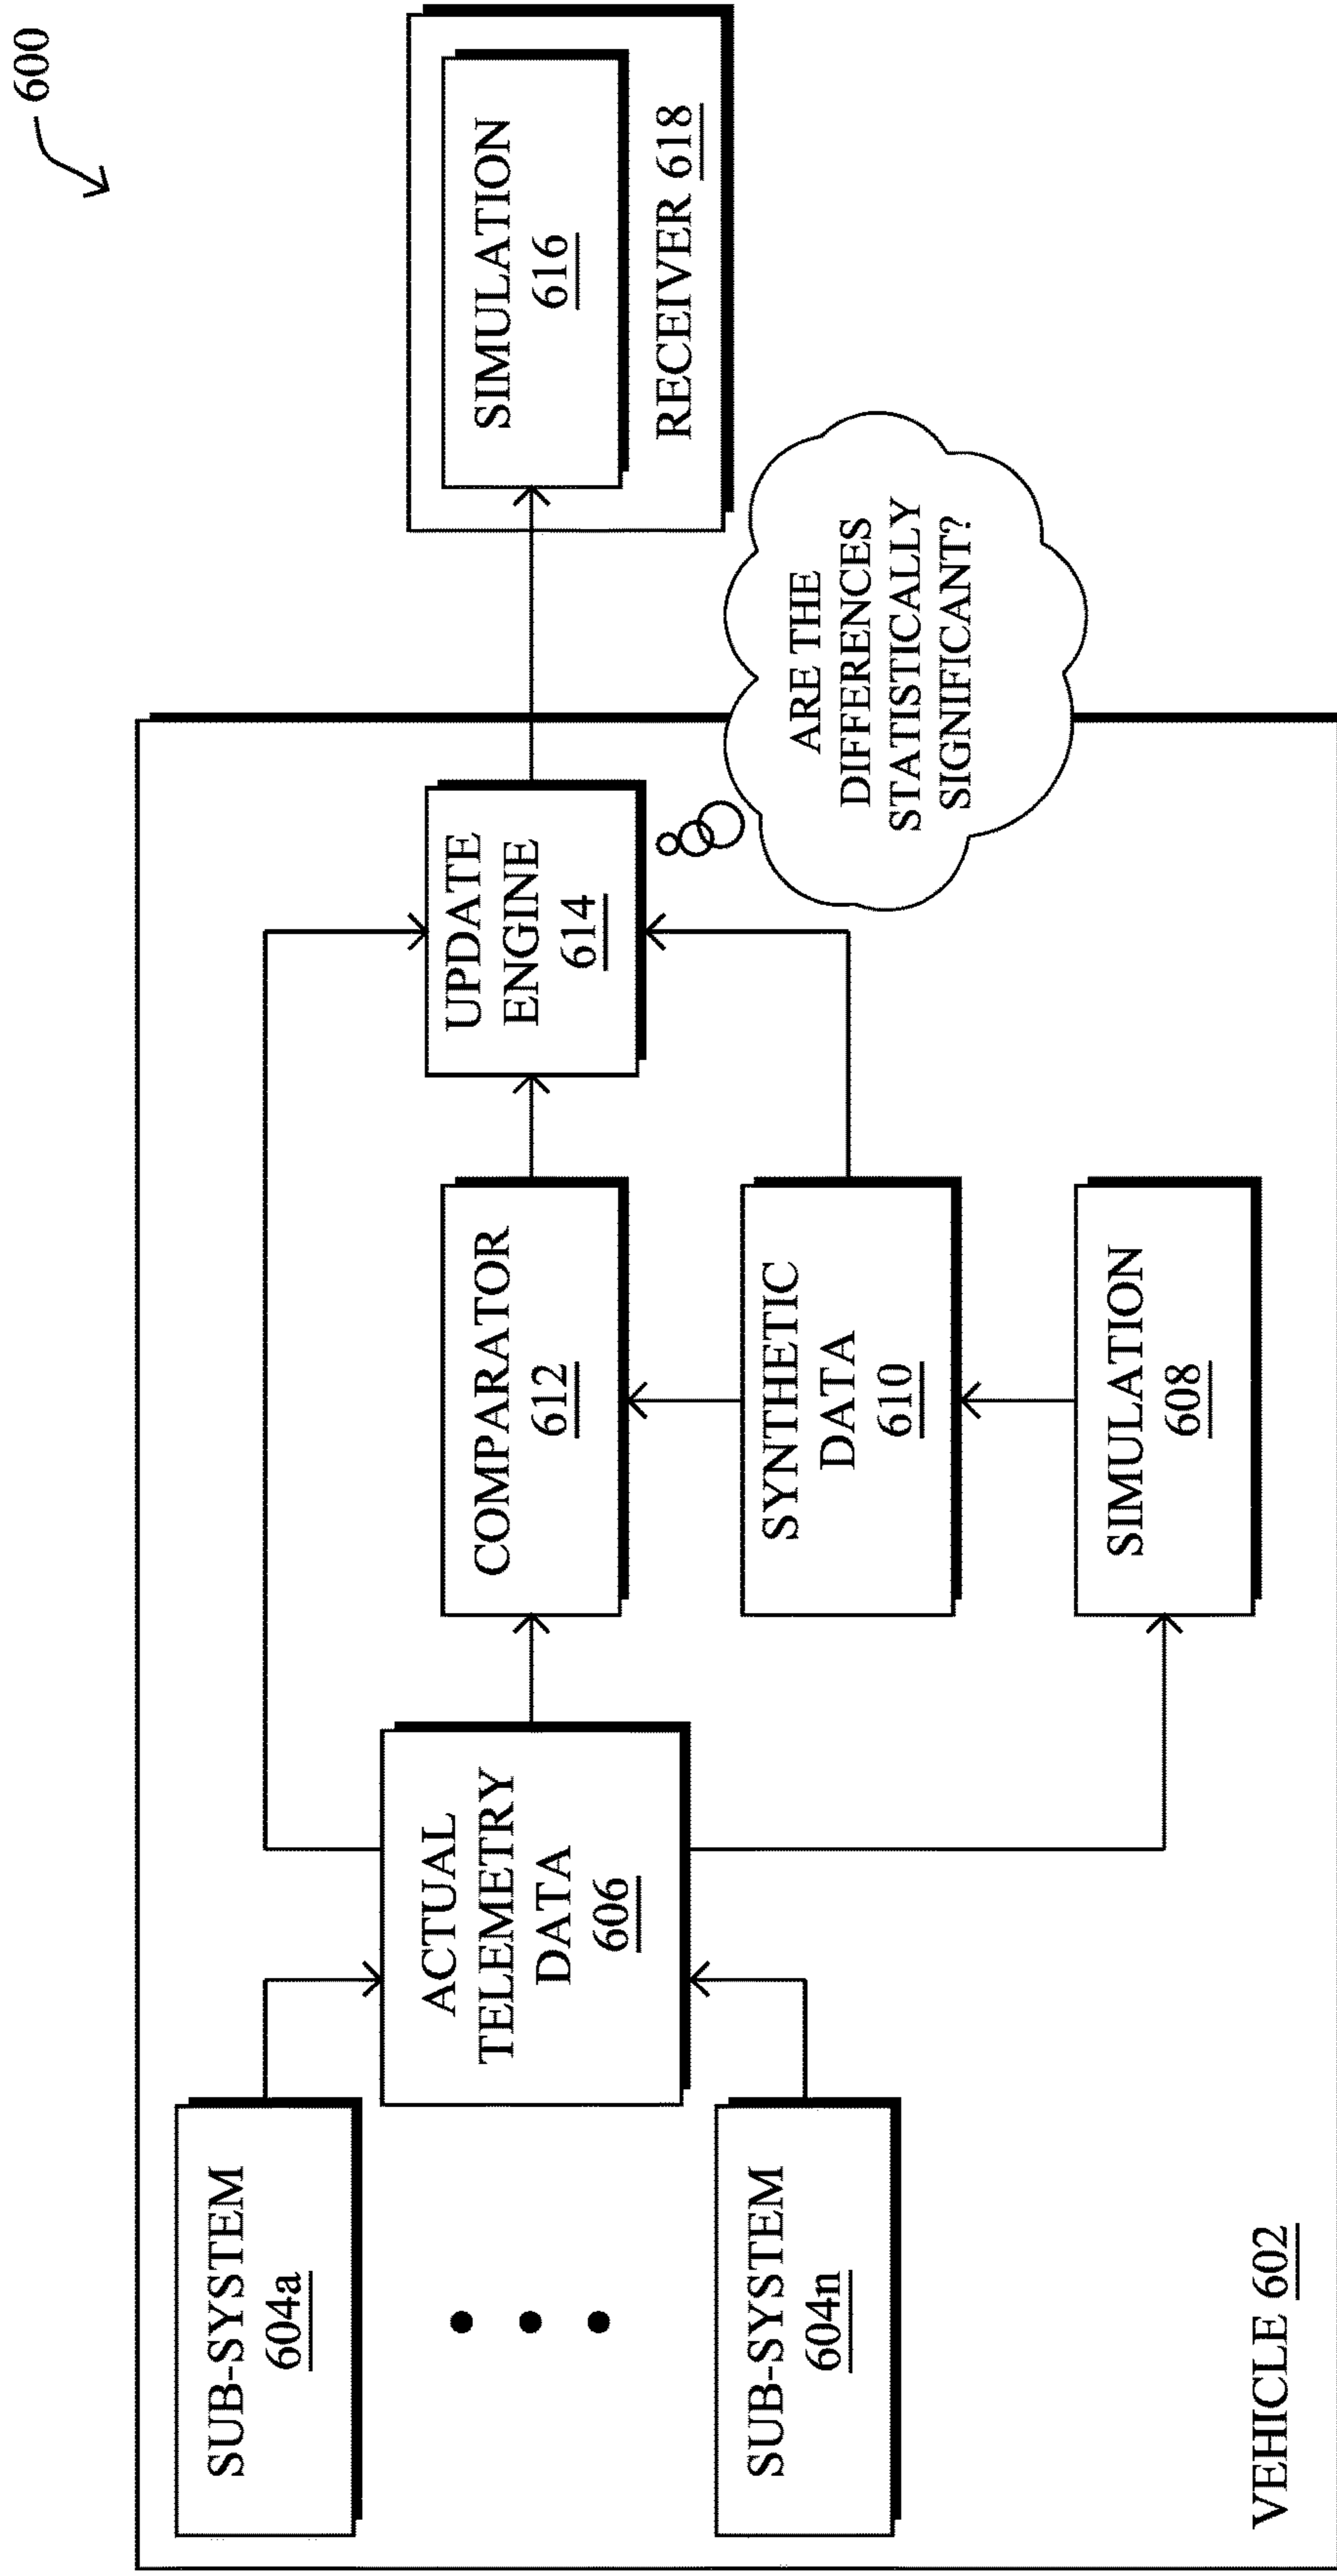 600
SUB-SYSTEM
604a
SUB-SYSTEM
604n
ACTUAL
TELEMETRY
DATA
606
COMPARATOR
612
SYNTHETIC
DATA
610
SIMULATION
608
UPDATE
ENGINE
614
ARE THE
DIFFERENCES
STATISTICALLY
SIGNIFICANT?
SIMULATION
616
RECEIVER 618
VEHICLE 602